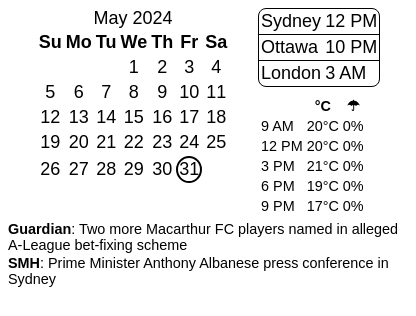 May 2024
Su Mo Tu We Th Fr Sa
1 2 3 4
5 6 7 8 9 10 11
12 13 14 15 16 17 18
19 20 21 22 23 24 25
26 27 28 29 30 31
Sydney 12 PM
Ottawa 10 PM
London 3 AM
°C ☂
9 AM 20°C 0%
12 PM 20°C 0%
3 PM 21°C 0%
6 PM 19°C 0%
9 PM 17°C 0%
Guardian: Two more Macarthur FC players named in alleged
A-League bet-fixing scheme
SMH: Prime Minister Anthony Albanese press conference in
Sydney